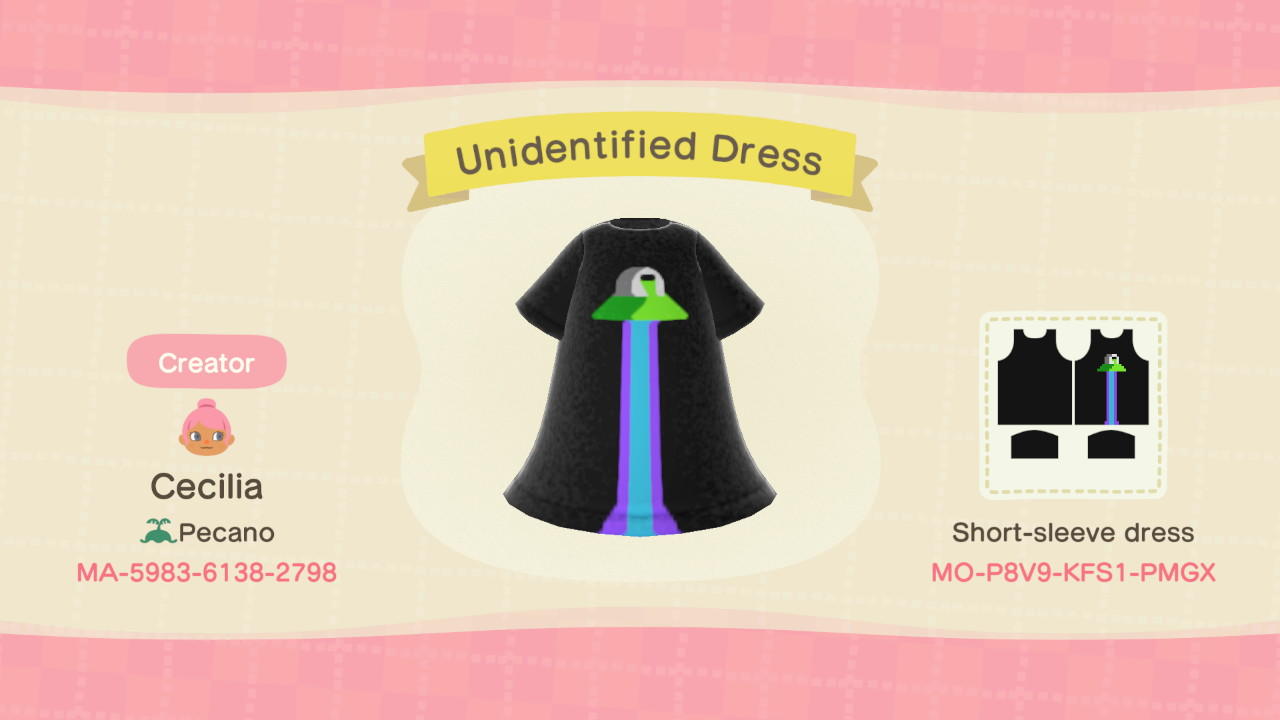 Unidentified Dress
Creator
Cecilia
Pecano
MA-5983-6138-2798
Short-sleeve dress
MO-P8V9-KFS1-PMGX